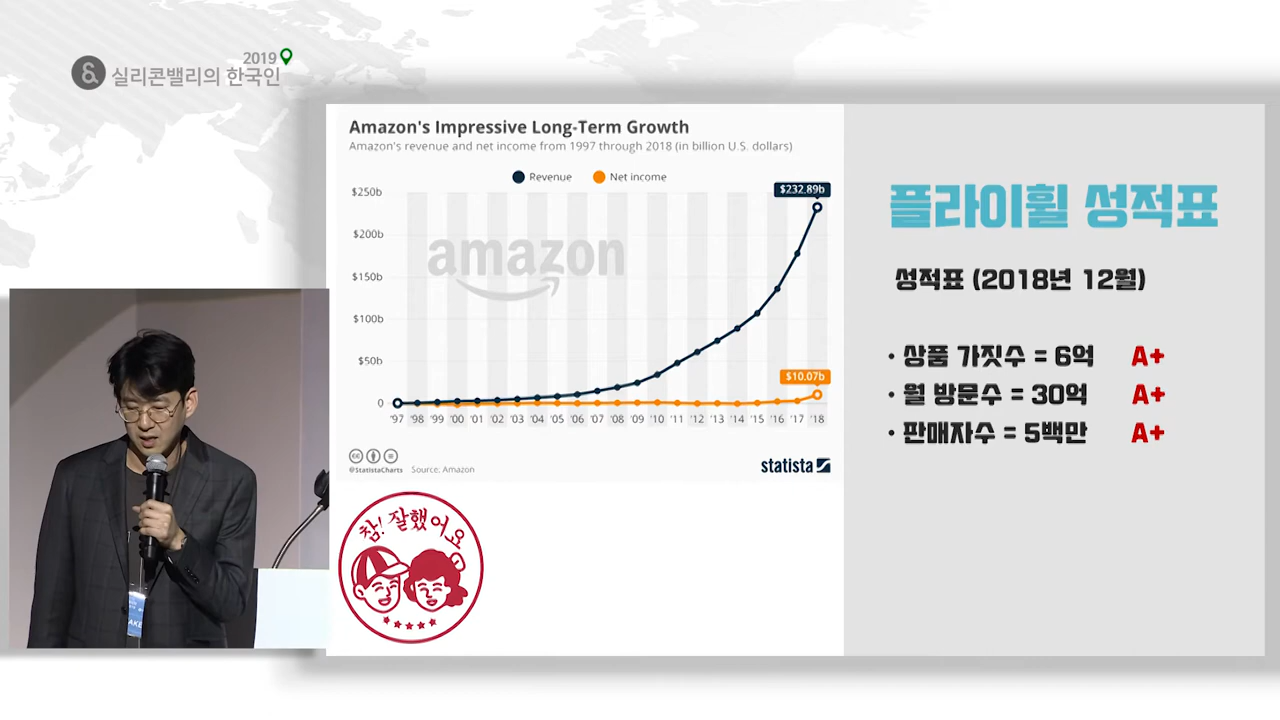 2019
& 실리콘밸리의 한국인
Amazon's Impressive Long-Term Growth
Amazon's revenue and net income from 1997 through 2018 (in billion U.S. dollars)
Revenue Net income
$250b
$200b
$150b
$100b
$50b
0
$232.89b
$10.07b
amazon
'97 '98 '99 '00 '01 '02 '03 '04 '05 '06 '07 '08 '09 '10 '11 '12 '13 '14 '15 '16 '17 '18
@StatistaCharts Source: Amazon
statista
참! 잘했어요
플라이휠 성적표
성적표 (2018년 12월)
• 상품 가짓수 = 6억 A+
• 월 방문수 = 30억 A+
• 판매자수 = 5백만 A+